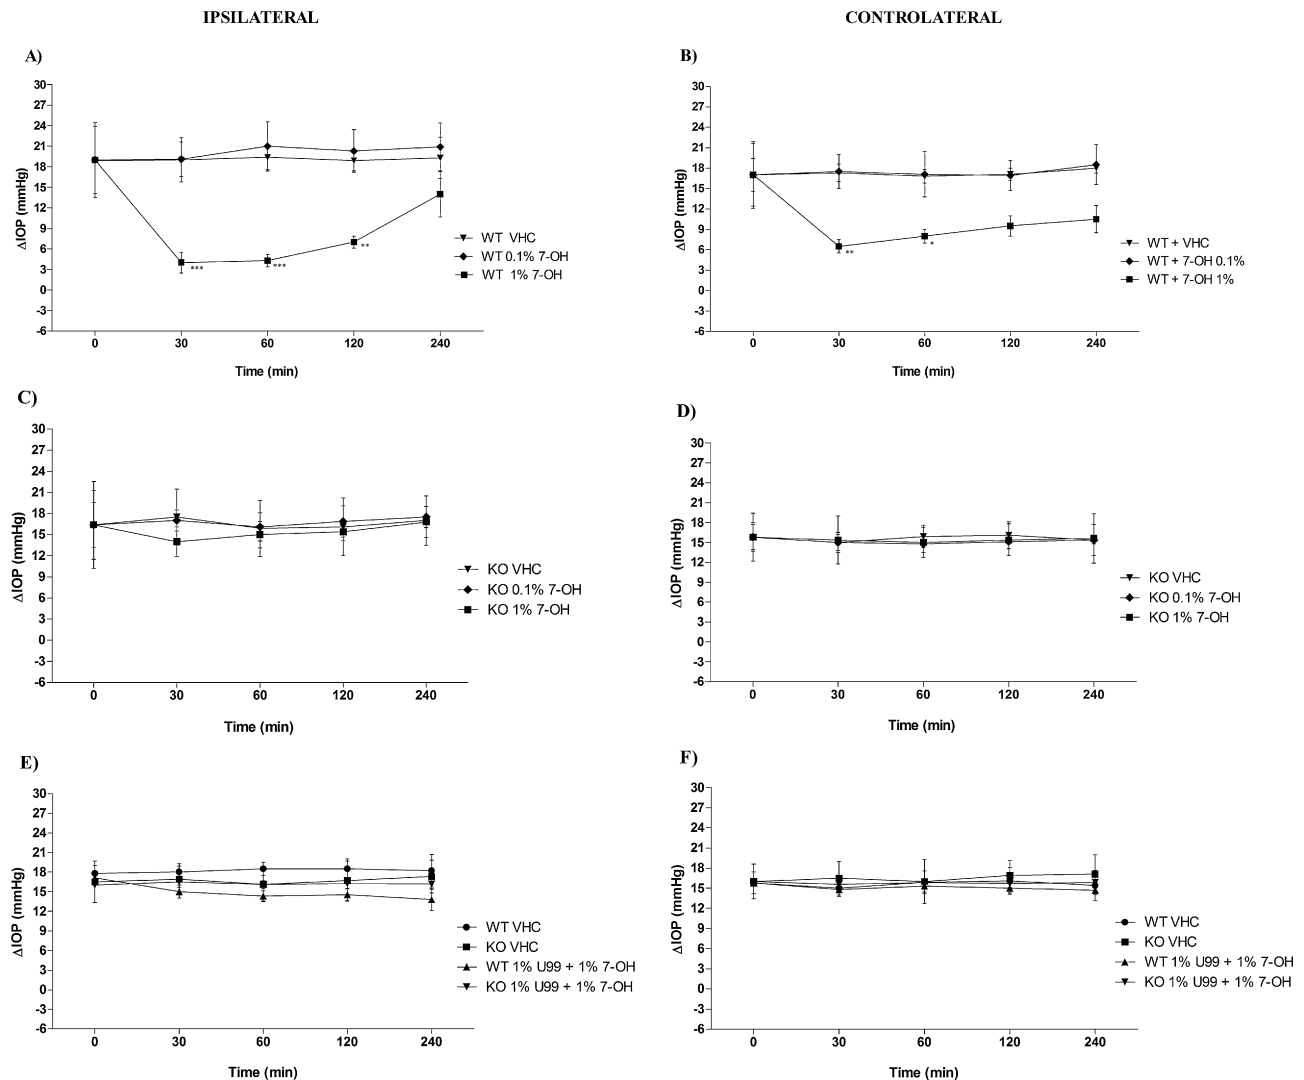 IPSILATERAL
CONTROLATERAL
A)
30
27
24
21
18
15
12
9
6
3
0
-3
-6
ΔIOP (mmHg)
***
***
**
WT VHC
WT 0.1% 7-OH
WT 1% 7-OH
0 30 60 120 240
Time (min)
B)
30
27
24
21
18
15
12
9
6
3
0
-3
-6
ΔIOP (mmHg)
**
*
WT + VHC
WT + 7-OH 0.1%
WT + 7-OH 1%
0 30 60 120 240
Time (min)
C)
30
27
24
21
18
15
12
9
6
3
0
-3
-6
ΔIOP (mmHg)
KO VHC
KO 0.1% 7-OH
KO 1% 7-OH
0 30 60 120 240
Time (min)
D)
30
27
24
21
18
15
12
9
6
3
0
-3
-6
ΔIOP (mmHg)
KO VHC
KO 0.1% 7-OH
KO 1% 7-OH
0 30 60 120 240
Time (min)
E)
30
27
24
21
18
15
12
9
6
3
0
-3
-6
ΔIOP (mmHg)
WT VHC
KO VHC
WT 1% U99 + 1% 7-OH
KO 1% U99 + 1% 7-OH
0 30 60 120 240
Time (min)
F)
30
27
24
21
18
15
12
9
6
3
0
-3
-6
ΔIOP (mmHg)
WT VHC
KO VHC
WT 1% U99 + 1% 7-OH
KO 1% U99 + 1% 7-OH
0 30 60 120 240
Time (min)